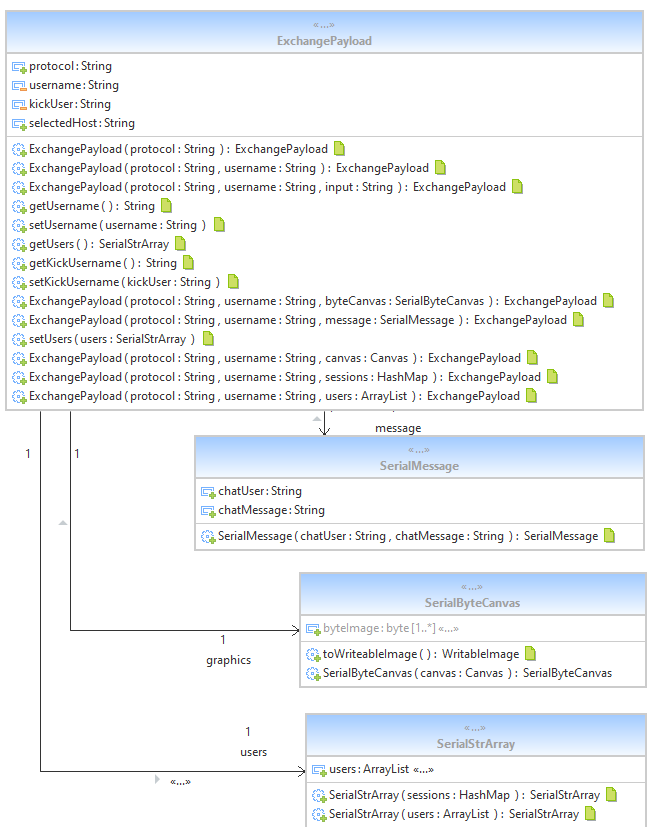 «...»
ExchangePayload
protocol : String
username : String
kickUser : String
selectedHost : String
ExchangePayload ( protocol : String ) : ExchangePayload
ExchangePayload ( protocol : String , username : String ) : ExchangePayload
ExchangePayload ( protocol : String , username : String , input : String ) : ExchangePayload
getUsername ( ) : String
setUsername ( username : String )
getUsers ( ) : SerialStrArray
getKickUsername ( ) : String
setKickUsername ( kickUser : String )
ExchangePayload ( protocol : String , username : String , byteCanvas : SerialByteCanvas ) : ExchangePayload
ExchangePayload ( protocol : String , username : String , message : SerialMessage ) : ExchangePayload
setUsers ( users : SerialStrArray )
ExchangePayload ( protocol : String , username : String , canvas : Canvas ) : ExchangePayload
ExchangePayload ( protocol : String , username : String , sessions : HashMap ) : ExchangePayload
ExchangePayload ( protocol : String , username : String , users : ArrayList ) : ExchangePayload
message
1
1
«...»
SerialMessage
chatUser : String
chatMessage : String
SerialMessage ( chatUser : String , chatMessage : String ) : SerialMessage
«...»
SerialByteCanvas
byteImage : byte [1..*] «...»
toWriteableImage ( ) : WritableImage
SerialByteCanvas ( canvas : Canvas ) : SerialByteCanvas
1
graphics
«...»
SerialStrArray
1
users
users : ArrayList «...»
«...»
SerialStrArray ( sessions : HashMap ) : SerialStrArray
SerialStrArray ( users : ArrayList ) : SerialStrArray